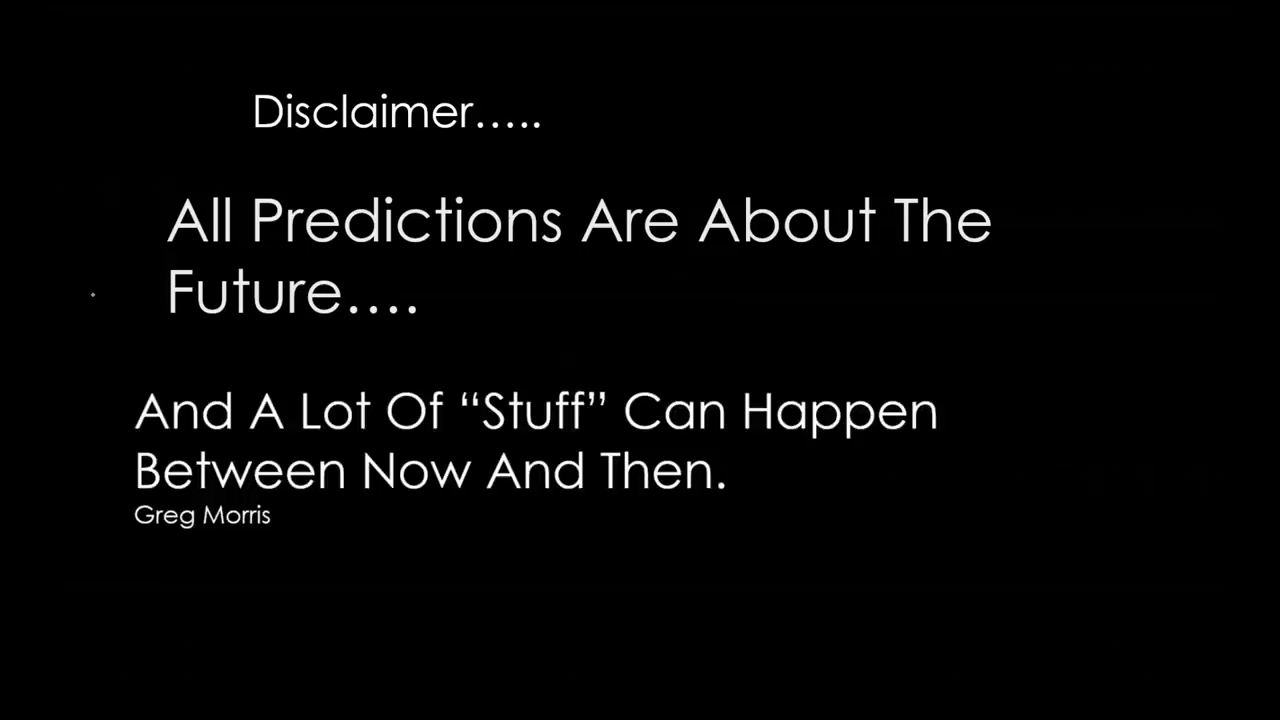 Disclaimer…..
All Predictions Are About The
Future….
And A Lot Of “Stuff” Can Happen
Between Now And Then.
Greg Morris